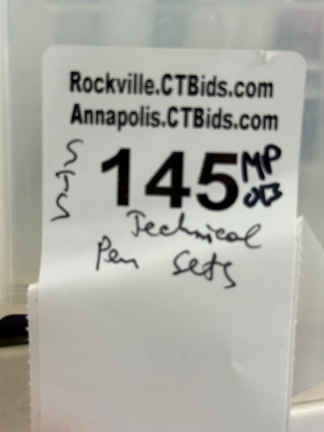 Rockville.CTBids.com
Annapolis.CTBids.com
145
MP
Technical
Pen Sets